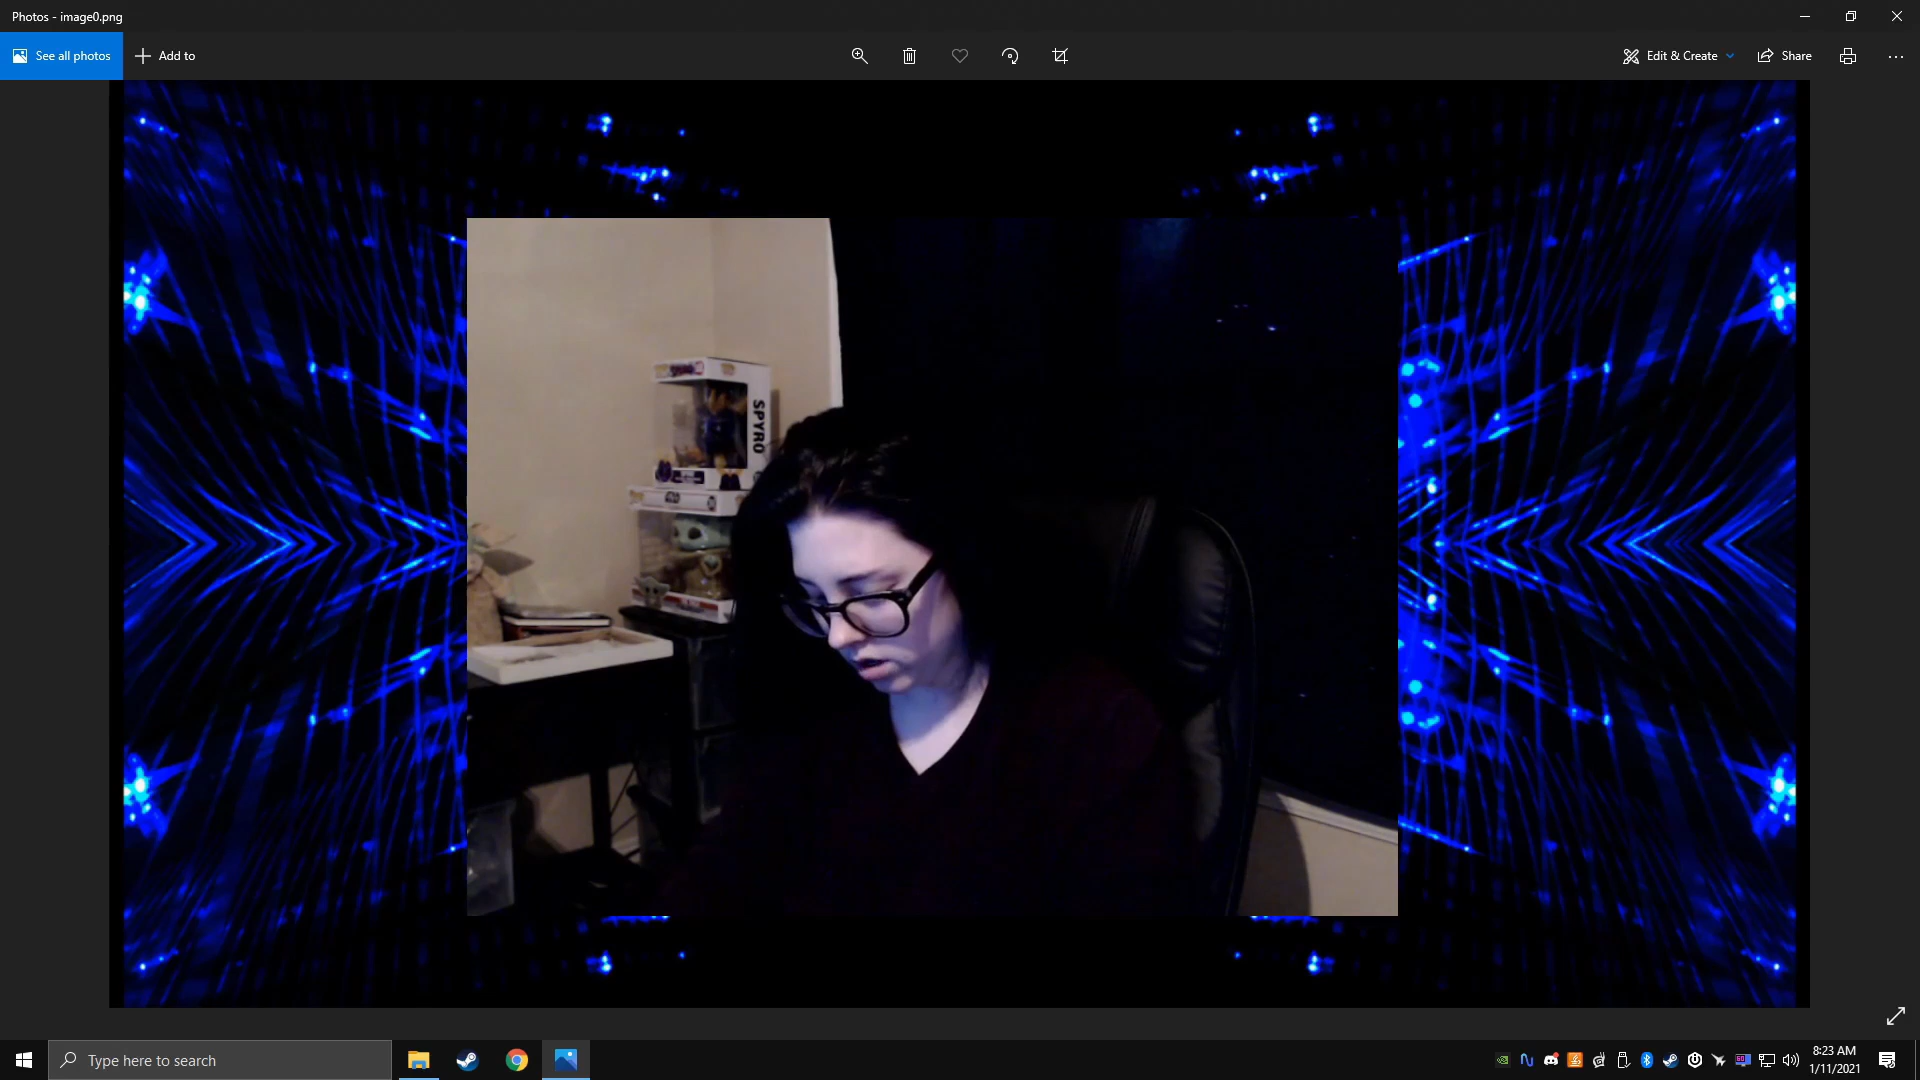 Photos - image0.png
See all photos
Add to
Edit & Create
Share
SPYRO
Type here to search
8:23 AM
1/11/2021